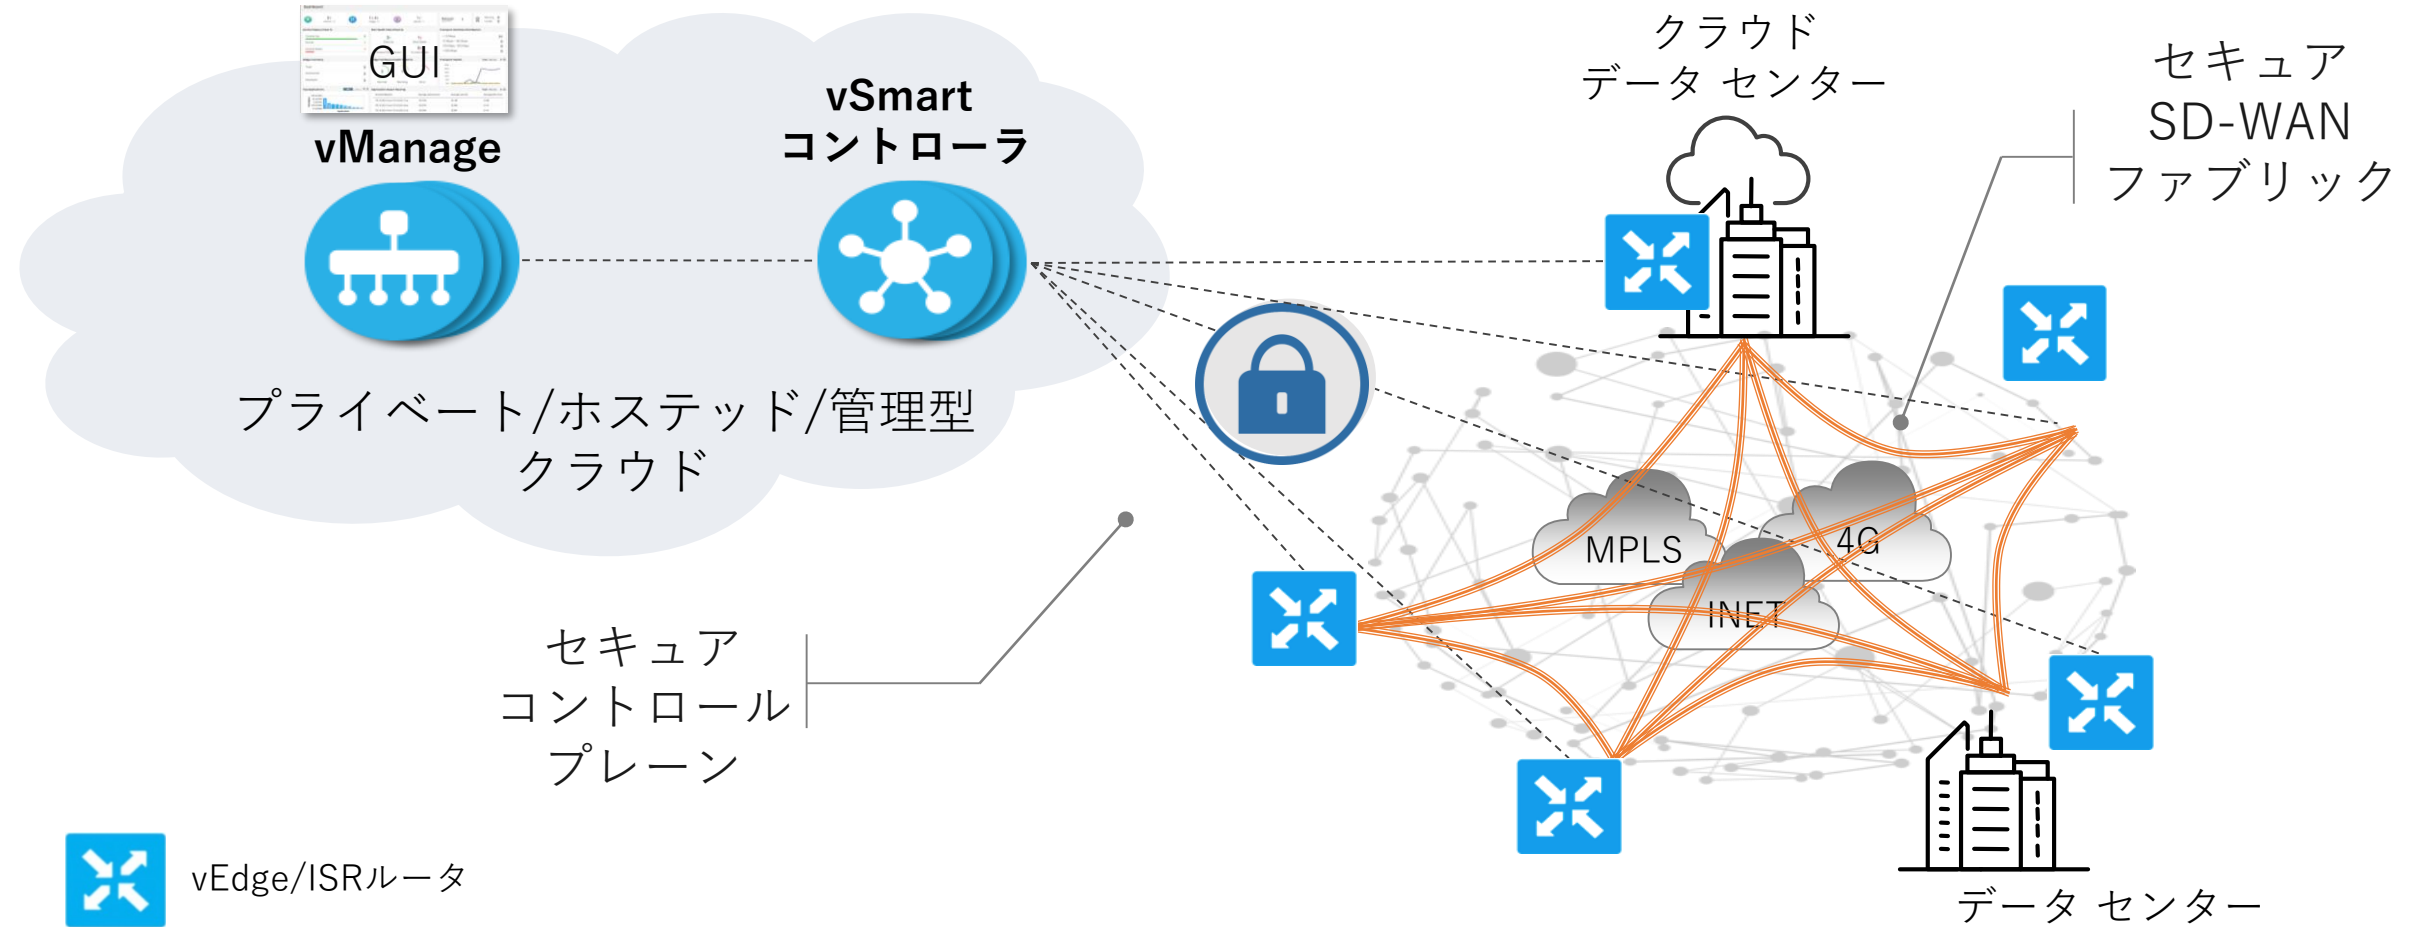 GUI
vManage
vSmart
コントローラ
プライベート/ホステッド/管理型
クラウド
クラウド
データ センター
セキュア
SD-WAN
ファブリック
MPLS
4G
INET
セキュア
コントロール
プレーン
vEdge/ISRルータ
データ センター